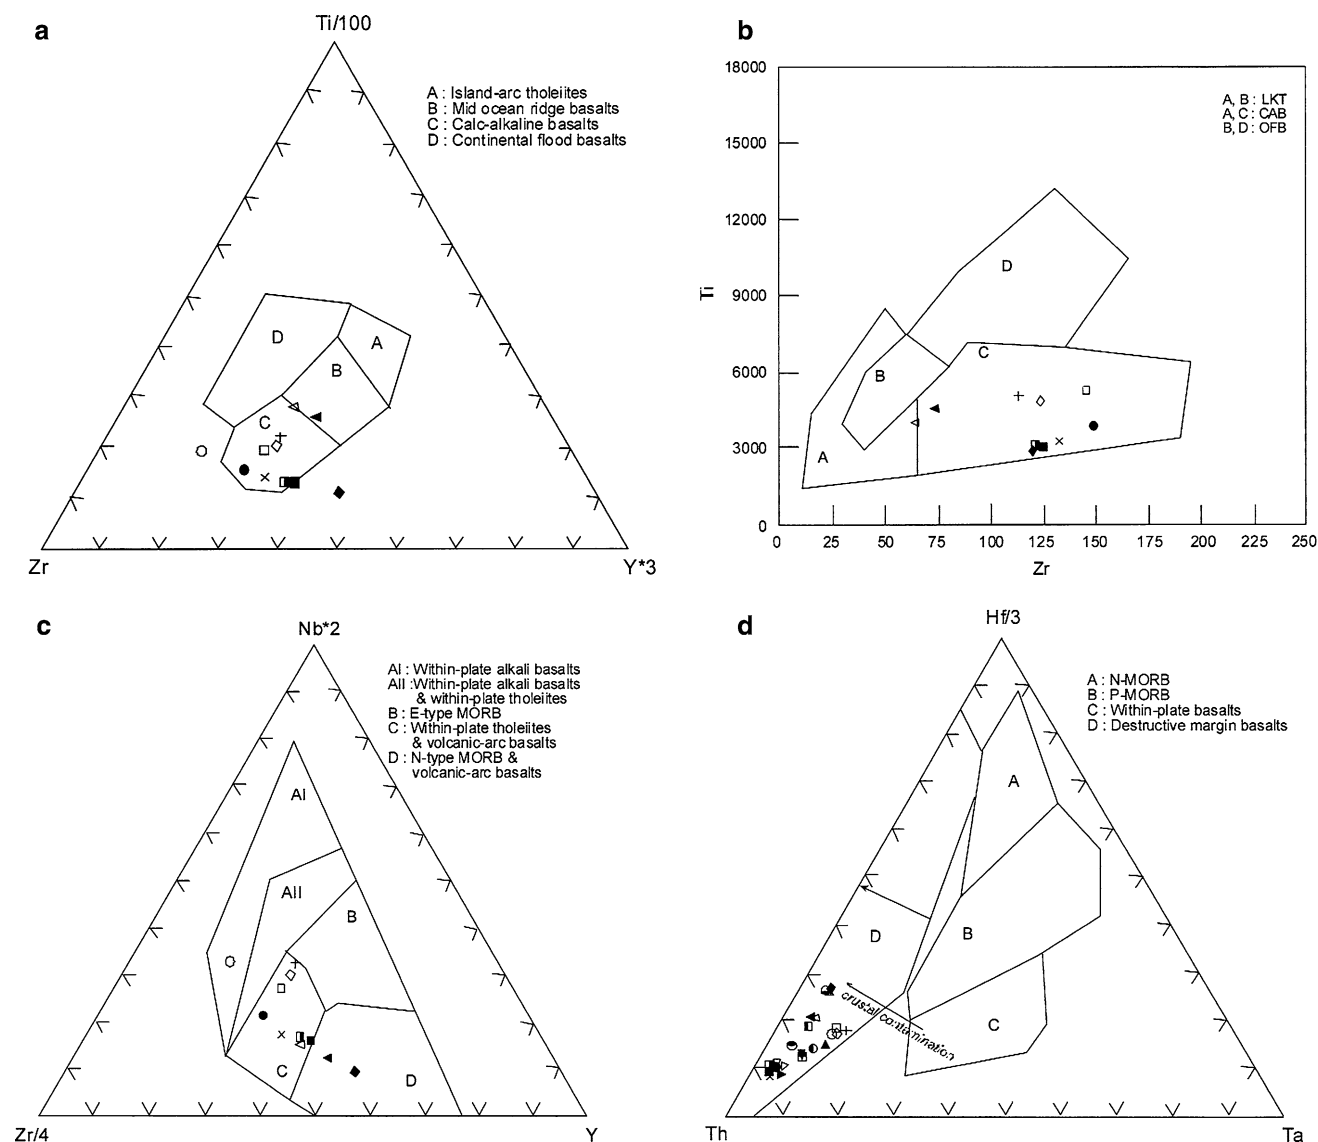 a
Ti/100
A : Island-arc tholeiites
B : Mid ocean ridge basalts
C : Calc-alkaline basalts
D : Continental flood basalts
D
A
B
C
O
Zr
Y*3
b
18000
15000
12000
9000
6000
3000
0
Ti
A, B : LKT
A, C : CAB
B, D : OFB
D
C
B
A
0 25 50 75 100 125 150 175 200 225 250
Zr
c
Nb*2
AI : Within-plate alkali basalts
AII :Within-plate alkali basalts
& within-plate tholeiites
B : E-type MORB
C : Within-plate tholeiites
& volcanic-arc basalts
D : N-type MORB &
volcanic-arc basalts
AI
AII
B
O
C
D
Zr/4
Y
d
Hf/3
A : N-MORB
B : P-MORB
C : Within-plate basalts
D : Destructive margin basalts
A
D
B
crustal contamination
C
Th
Ta